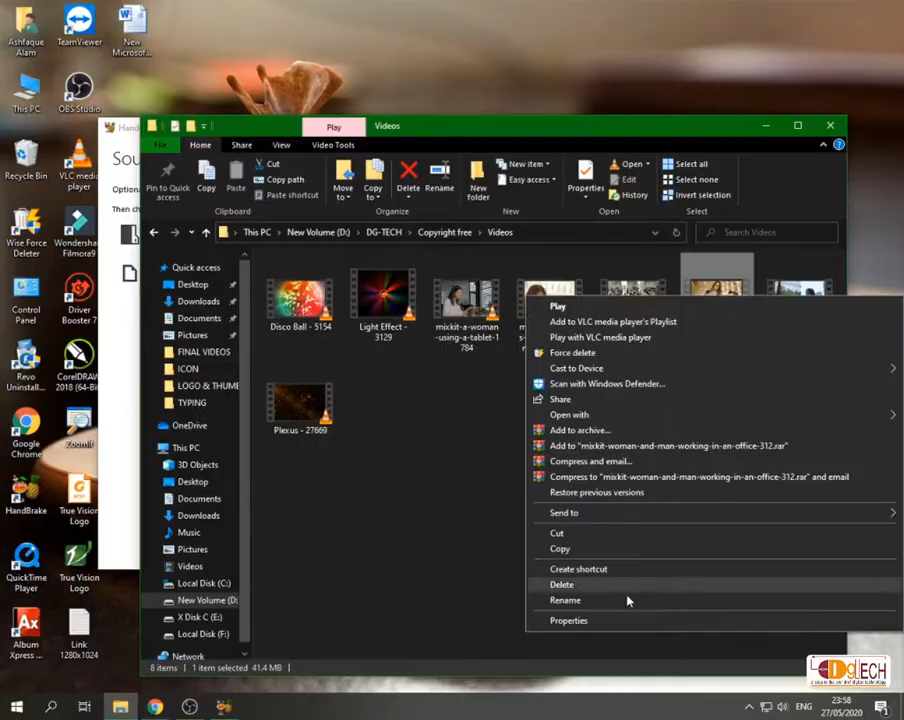 Ashfaque Alam
TeamViewer
New Microsof...
This PC
OBS Studio
Recycle Bin
VLC media player
Wise Force Deleter
Wondershare Filmora9
Control Panel
Driver Booster 7
Revo Uninstall...
CorelDRAW 2018 (64-Bit)
Google Chrome
ZoomIt
HandBrake
True Vision Logo
QuickTime Player
True Vision Logo
Album Xpress ...
Link 1280x1024
Hand
Sou
Option
Then ch
Play
Videos
File
Home
Share
View
Video Tools
Pin to Quick access
Copy
Paste
Cut
Copy path
Paste shortcut
Clipboard
Move to
Copy to
Delete
Rename
Organize
New folder
New item
Easy access
New
Properties
Open
Edit
History
Open
Select all
Select none
Invert selection
Select
This PC > New Volume (D:) > DG-TECH > Copyright free > Videos
Search Videos
Quick access
Desktop
Downloads
Documents
Pictures
FINAL VIDEOS
ICON
LOGO & THUME
TYPING
OneDrive
This PC
3D Objects
Desktop
Documents
Downloads
Music
Pictures
Videos
Local Disk (C:)
New Volume (D:
X Disk C (E:)
Local Disk (F:)
Network
Disco Ball - 5154
Light Effect - 3129
mixkit-a-woman-using-a-tablet-1784
Plexus - 27669
Play
Add to VLC media player's Playlist
Play with VLC media player
Force delete
Cast to Device
Scan with Windows Defender...
Share
Open with
Add to archive...
Add to "mixkit-woman-and-man-working-in-an-office-312.rar"
Compress and email...
Compress to "mixkit-woman-and-man-working-in-an-office-312.rar" and email
Restore previous versions
Send to
Cut
Copy
Create shortcut
Delete
Rename
Properties
8 items
1 item selected 41.4 MB
DgTECH
ENG
23:58
27/05/2020